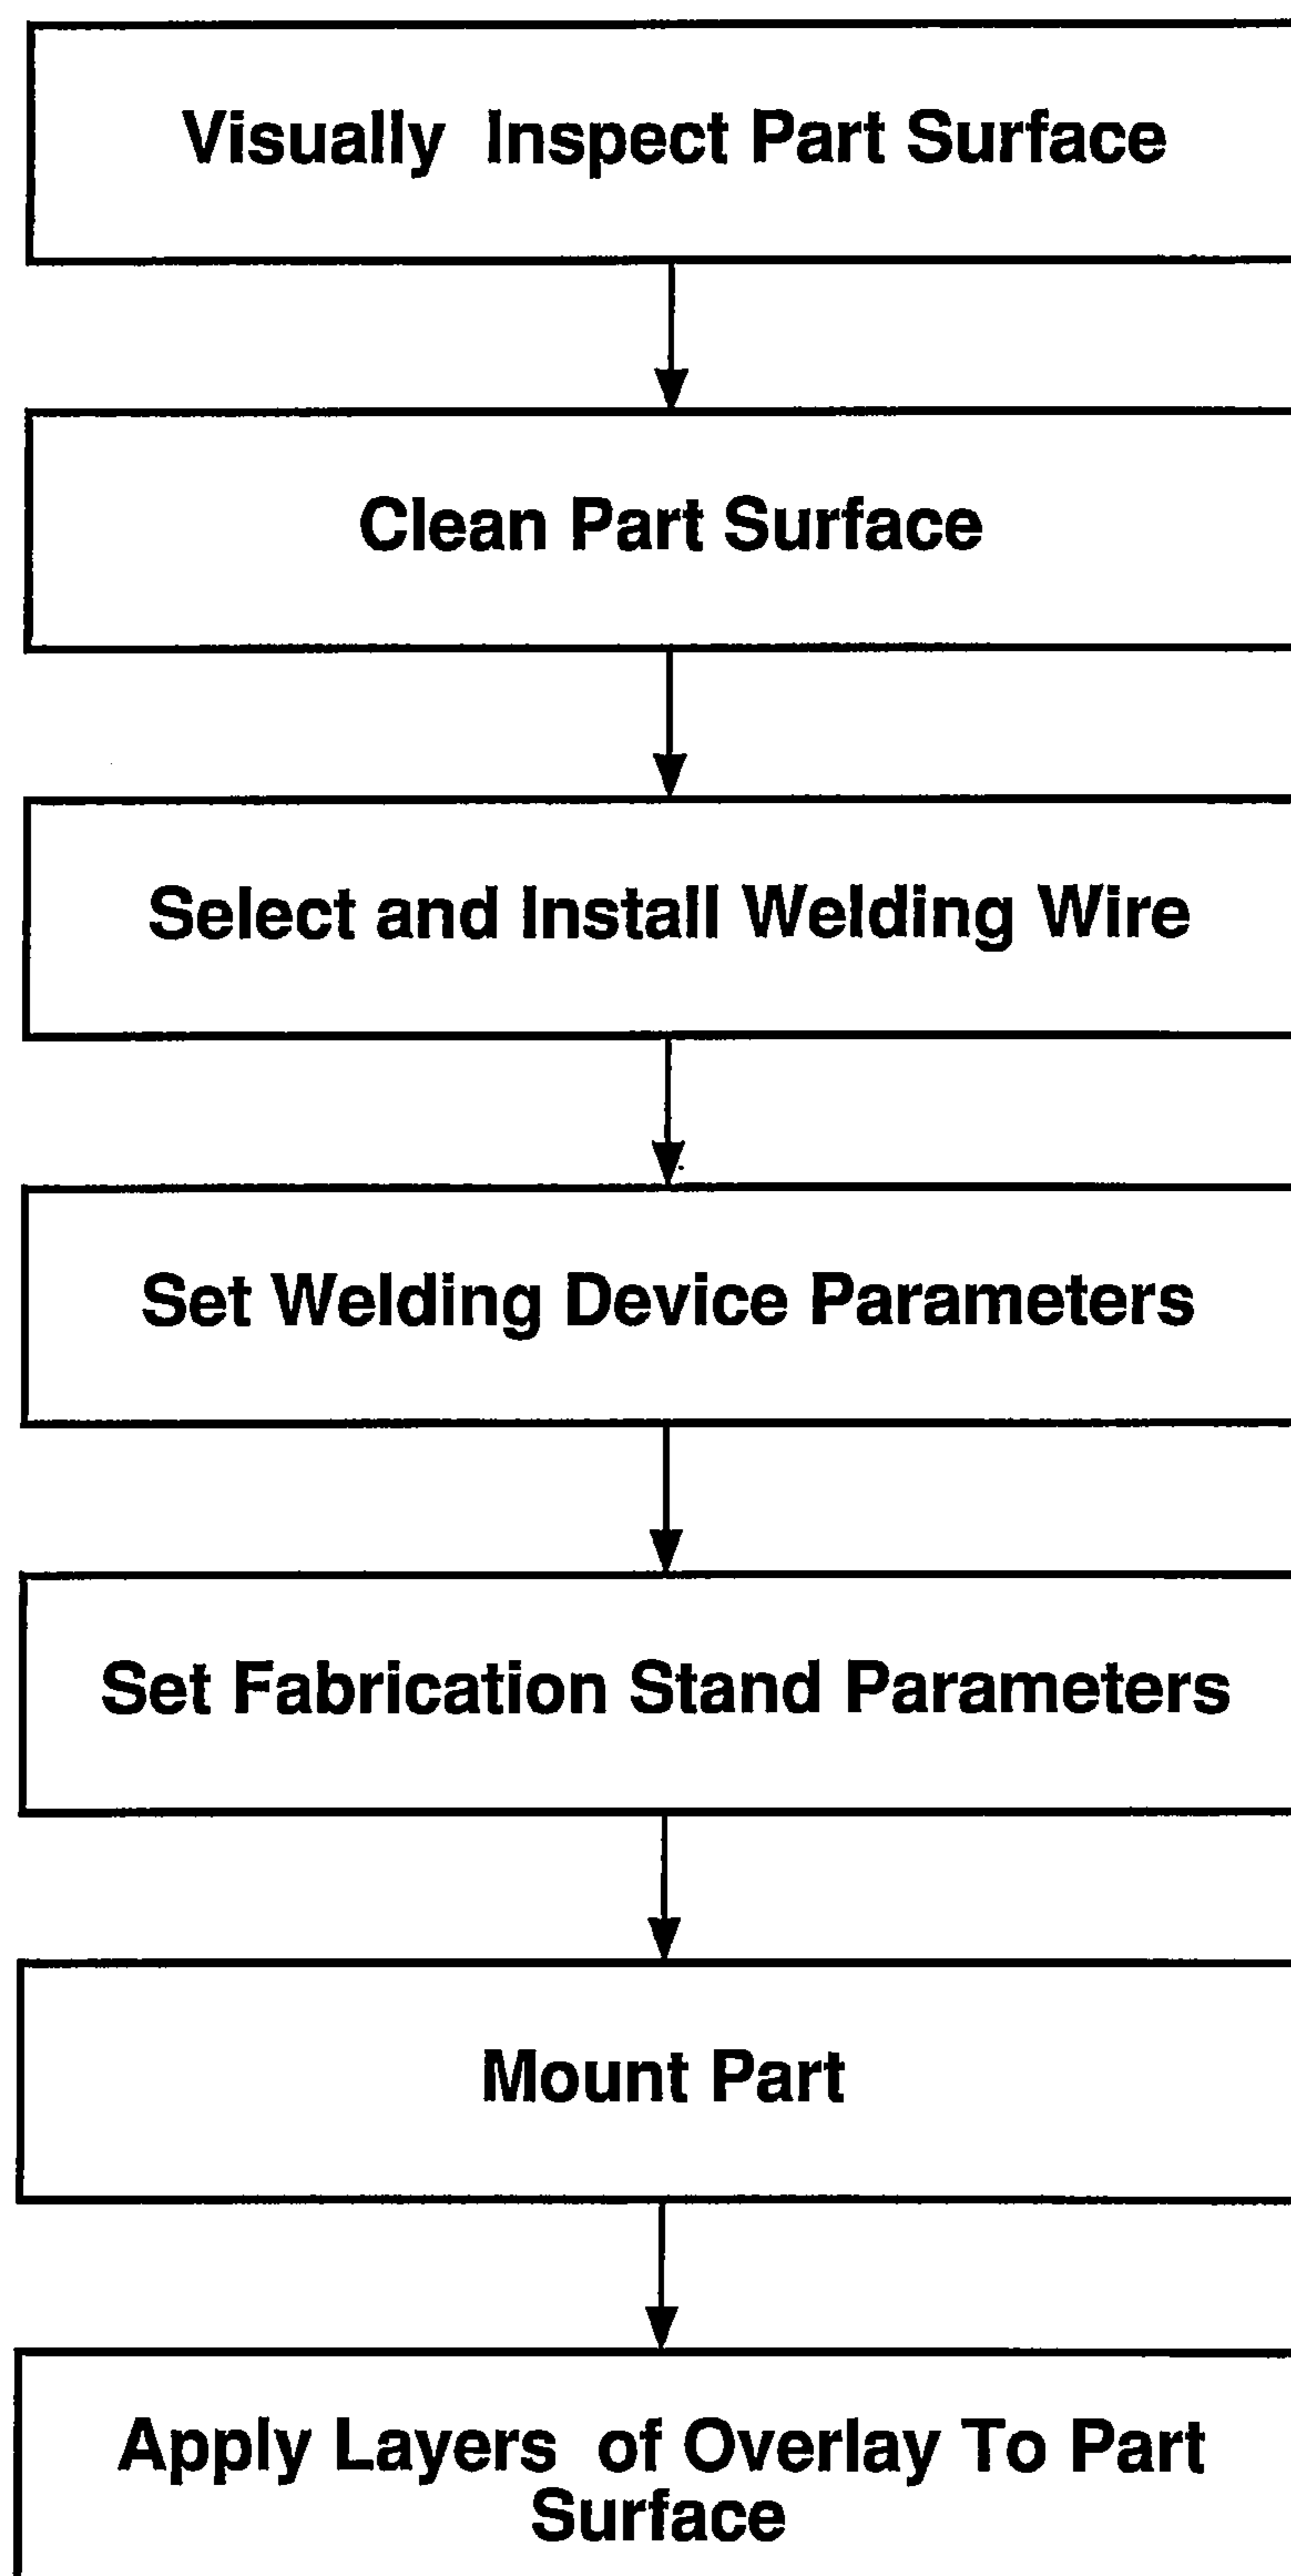 Visually Inspect Part Surface
Clean Part Surface
Select and Install Welding Wire
Set Welding Device Parameters
Set Fabrication Stand Parameters
Mount Part
Apply Layers of Overlay To Part
Surface